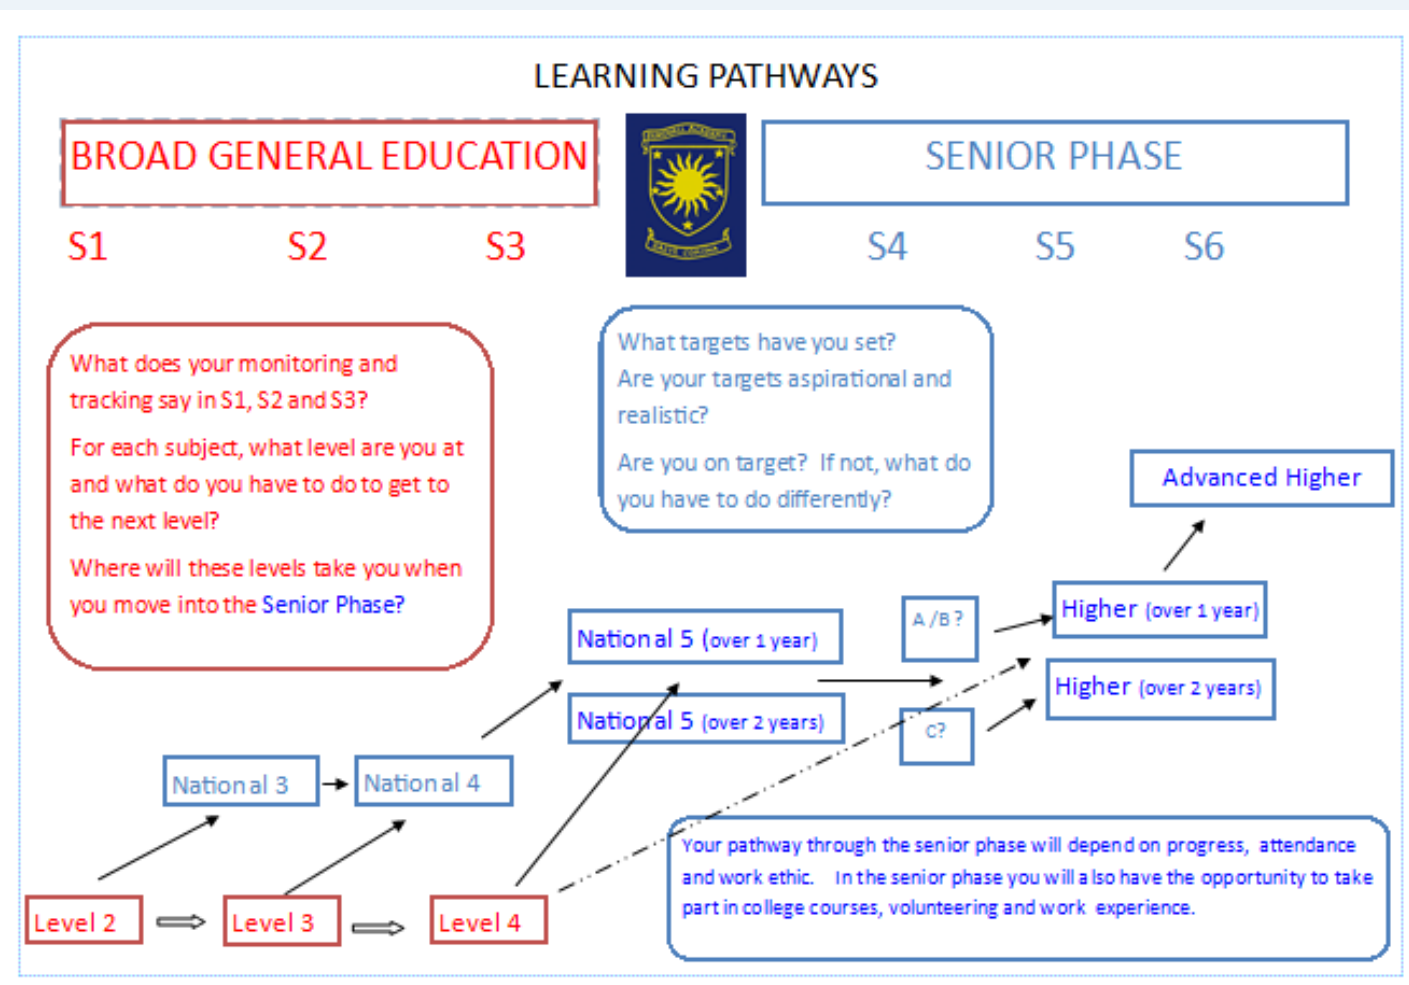 LEARNING PATHWAYS
BROAD GENERAL EDUCATION
SENIOR PHASE
S1 S2 S3
S4 S5 S6
What does your monitoring and
tracking say in S1, S2 and S3?
For each subject, what level are you at
and what do you have to do to get to
the next level?
Where will these levels take you when
you move into the Senior Phase?
What targets have you set?
Are your targets aspirational and
realistic?
Are you on target? If not, what do
you have to do differently?
Advanced Higher
Higher (over 1 year)
Higher (over 2 years)
A /B ?
C?
National 5 (over 1 year)
National 5 (over 2 years)
National 3
National 4
Level 2
Level 3
Level 4
Your pathway through the senior phase will depend on progress, attendance
and work ethic. In the senior phase you will also have the opportunity to take
part in college courses, volunteering and work experience.